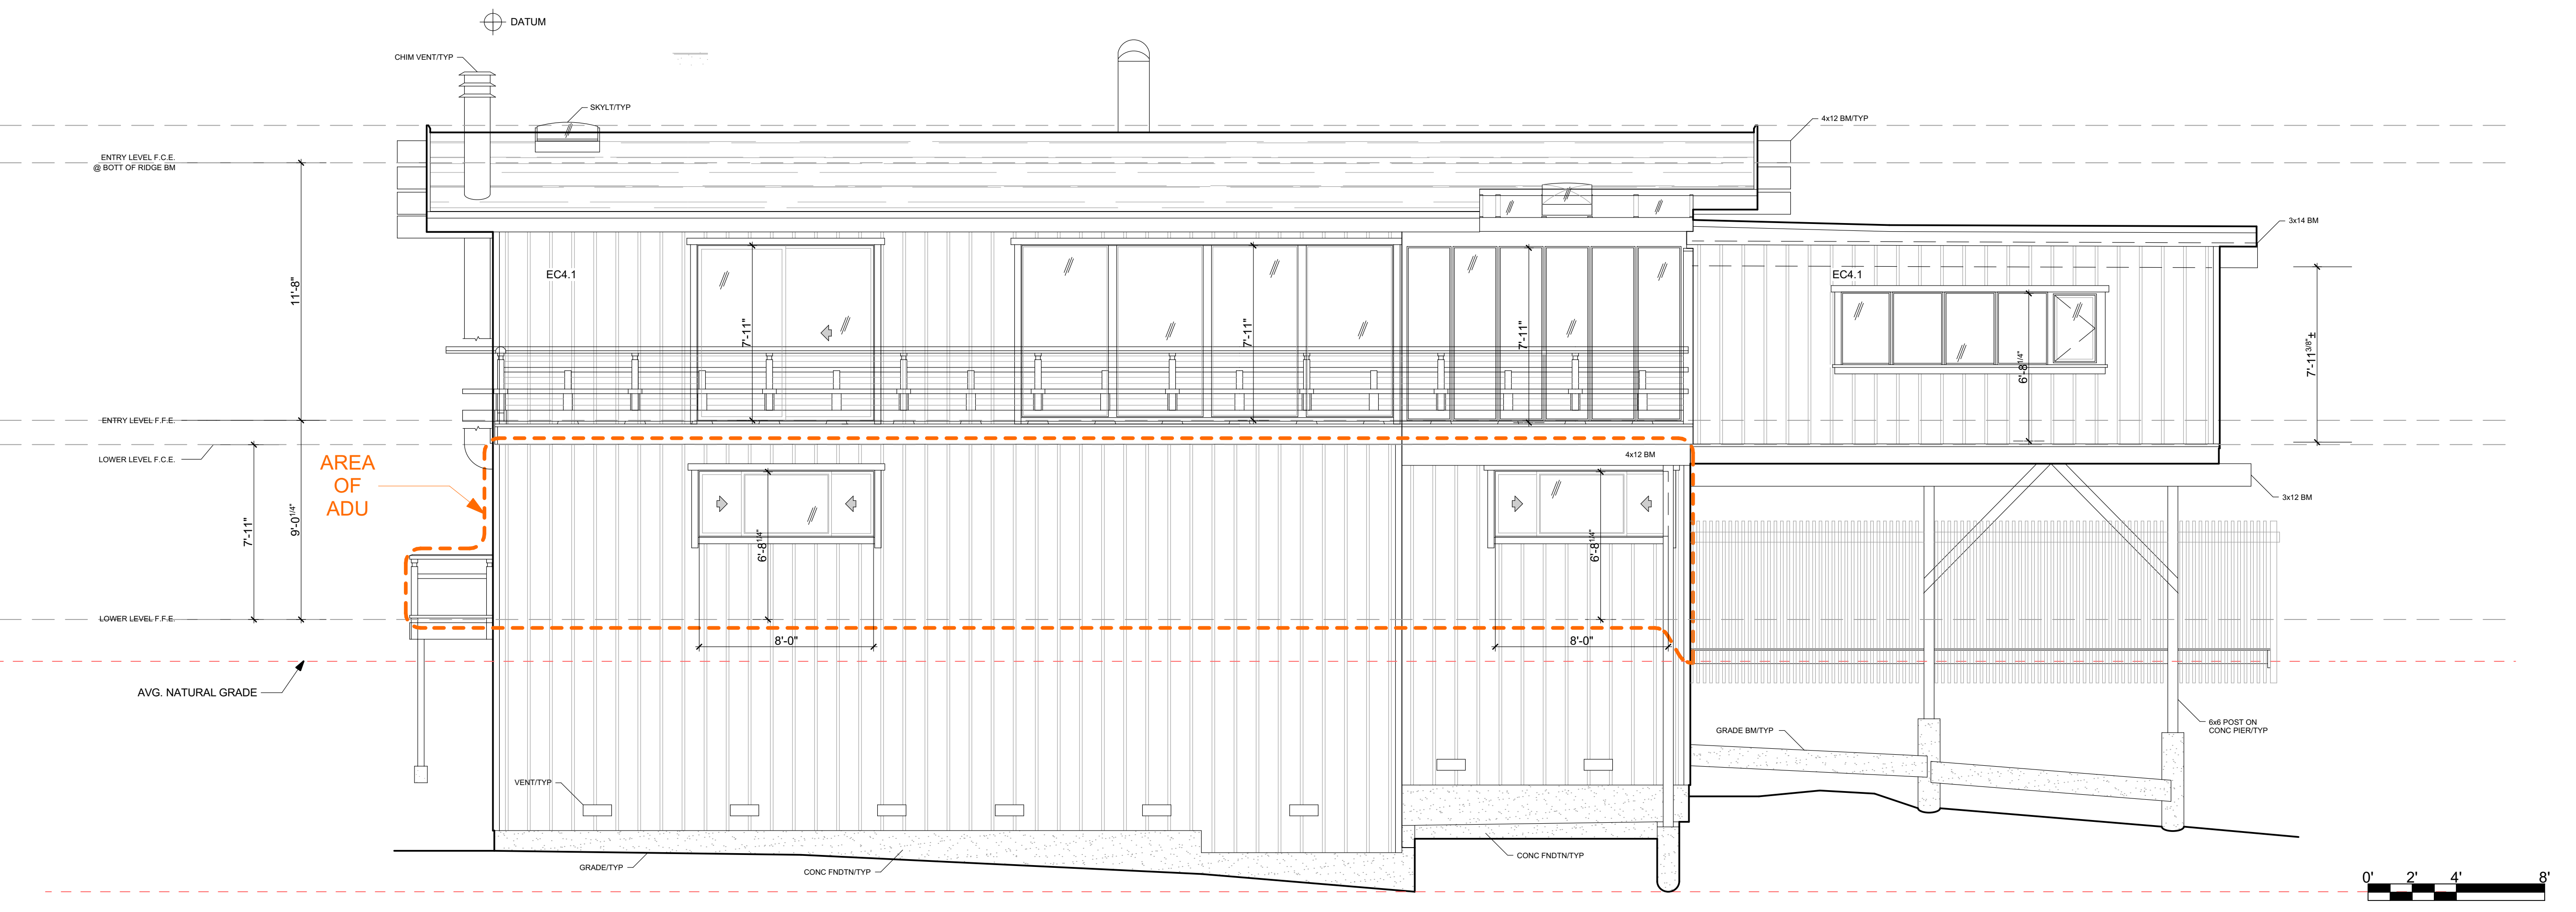 DATUM
CHIM VENT/TYP
SKYLT/TYP
4x12 BM/TYP
ENTRY LEVEL F.C.E.
@ BOTT OF RIDGE BM
3x14 BM
EC4.1
EC4.1
11'-8"
7'-11"
7'-11"
7'-11"
6'-8 1/4"
7'-11 3/8" ±
ENTRY LEVEL F.F.E.
LOWER LEVEL F.C.E.
4x12 BM
AREA
OF
ADU
3x12 BM
7'-11"
9'-0 1/4"
6'-8 1/4"
6'-8 1/4"
LOWER LEVEL F.F.E.
8'-0"
8'-0"
AVG. NATURAL GRADE
6x6 POST ON
CONC PIER/TYP
GRADE BM/TYP
VENT/TYP
GRADE/TYP
CONC FNDTN/TYP
CONC FNDTN/TYP
0' 2' 4' 8'